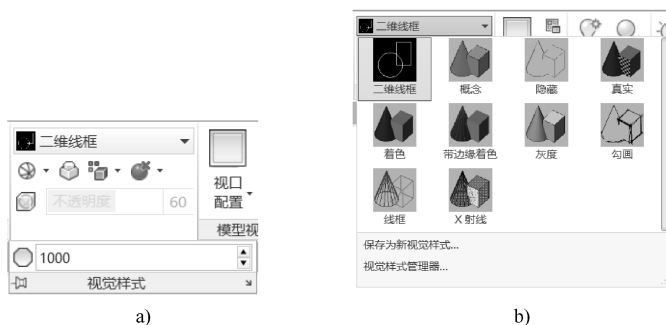 二维线框
不透明度 60
视口
配置
模型视
1000
视觉样式
a)
二维线框
二维线框 概念 隐藏 真实
着色 带边缘着色 灰度 勾画
线框 X 射线
保存为新视觉样式...
视觉样式管理器...
b)